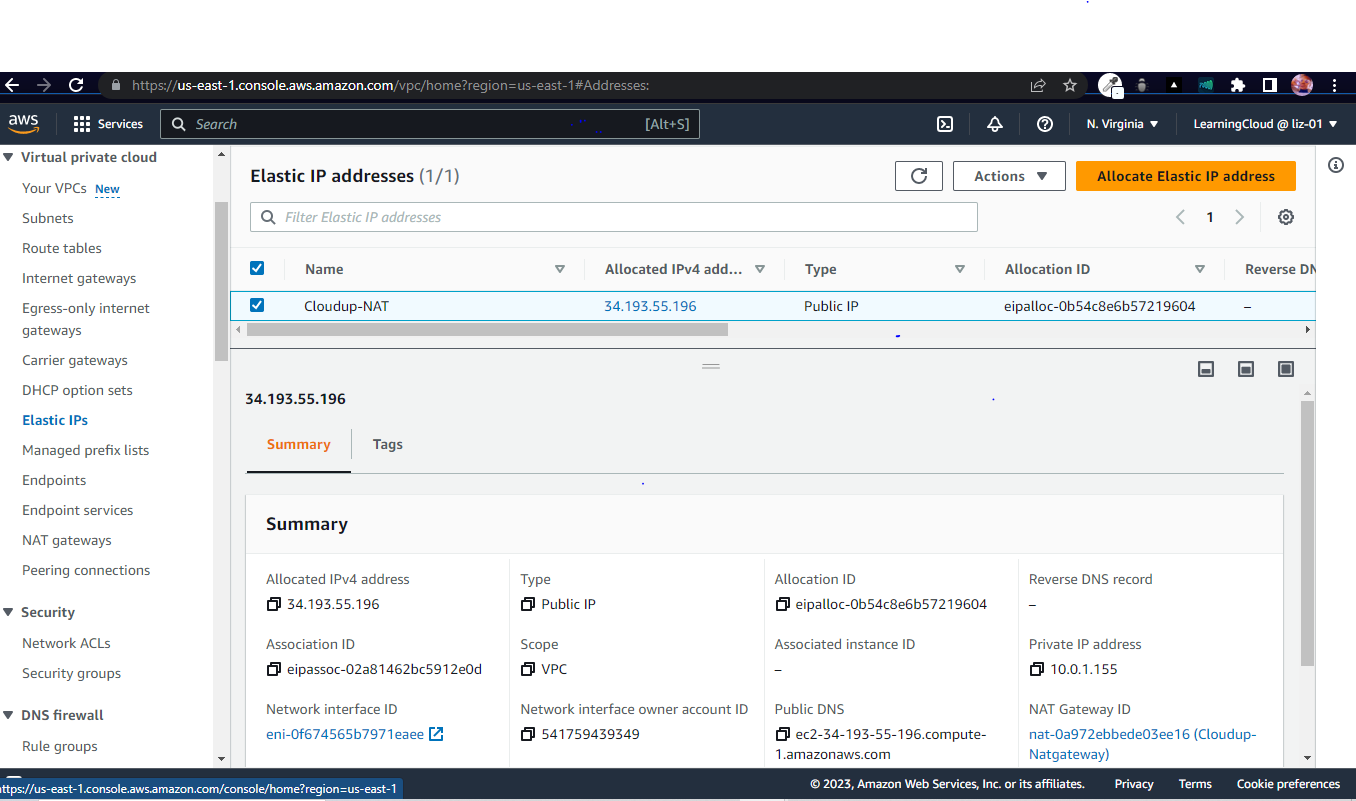 https://us-east-1.console.aws.amazon.com/vpc/home?region=us-east-1#Addresses:
aws Services Search [Alt+S] N. Virginia LearningCloud @ liz-01
Virtual private cloud
Your VPCs New
Subnets
Route tables
Internet gateways
Egress-only internet
gateways
Carrier gateways
DHCP option sets
Elastic IPs
Managed prefix lists
Endpoints
Endpoint services
NAT gateways
Peering connections
Security
Network ACLs
Security groups
DNS firewall
Rule groups
Elastic IP addresses (1/1)
Actions
Allocate Elastic IP address
Filter Elastic IP addresses
1
Name Allocated IPv4 add... Type Allocation ID Reverse DN
Cloudup-NAT 34.193.55.196 Public IP eipalloc-0b54c8e6b57219604 –
34.193.55.196
Summary Tags
Summary
Allocated IPv4 address
34.193.55.196
Type
Public IP
Allocation ID
eipalloc-0b54c8e6b57219604
Reverse DNS record
–
Association ID
eipassoc-02a81462bc5912e0d
Scope
VPC
Associated instance ID
–
Private IP address
10.0.1.155
Network interface ID
eni-0f674565b7971eaee
Network interface owner account ID
541759439349
Public DNS
ec2-34-193-55-196.compute-
1.amazonaws.com
NAT Gateway ID
nat-0a972ebbede03ee16 (Cloudup-
Natgateway)
ttps://us-east-1.console.aws.amazon.com/console/home?region=us-east-1
© 2023, Amazon Web Services, Inc. or its affiliates. Privacy Terms Cookie preferences